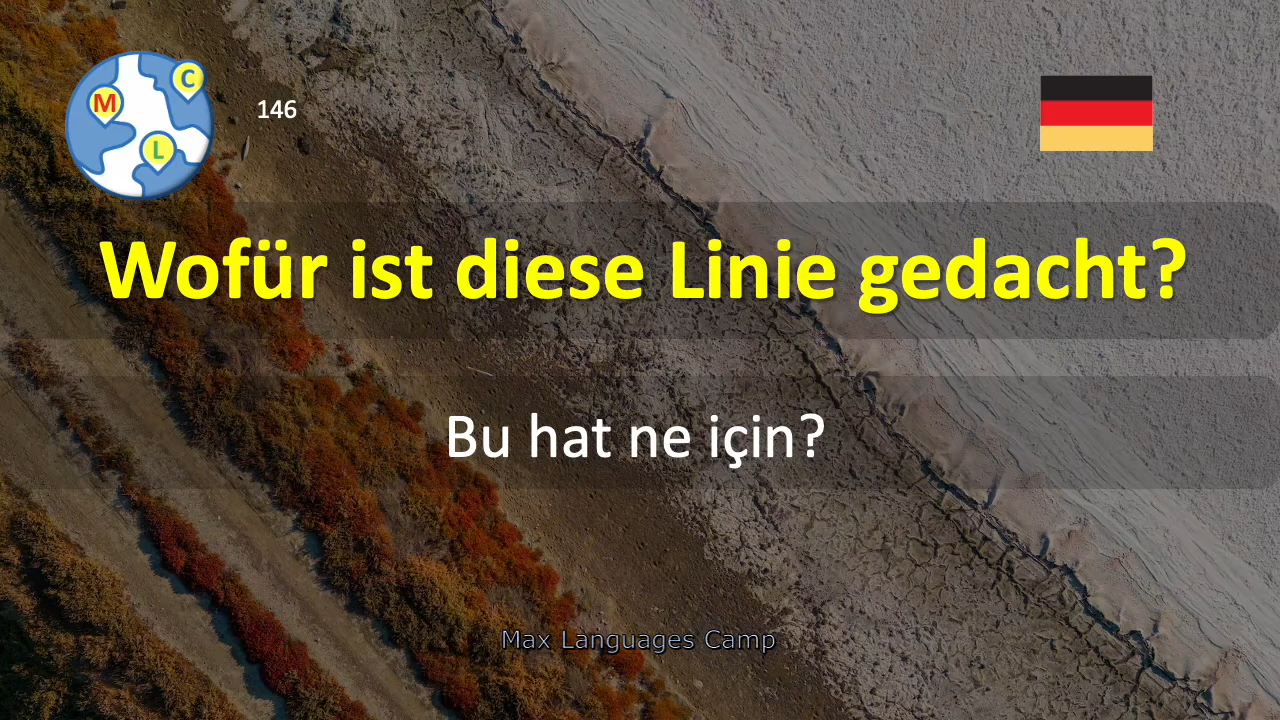 M
C
L
146
Wofür ist diese Linie gedacht?
Bu hat ne için?
Max Languages Camp